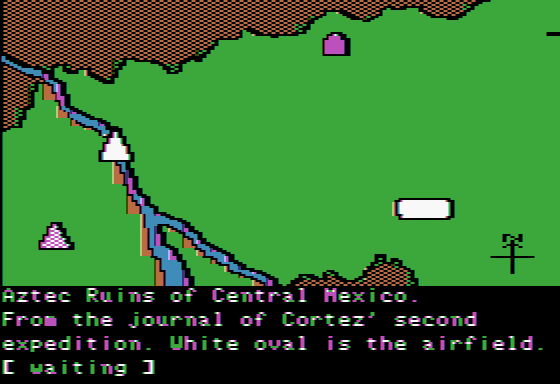 N
Aztec Ruins of Central Mexico.
From the journal of Cortez' second
expedition. White oval is the airfield.
[ waiting ]